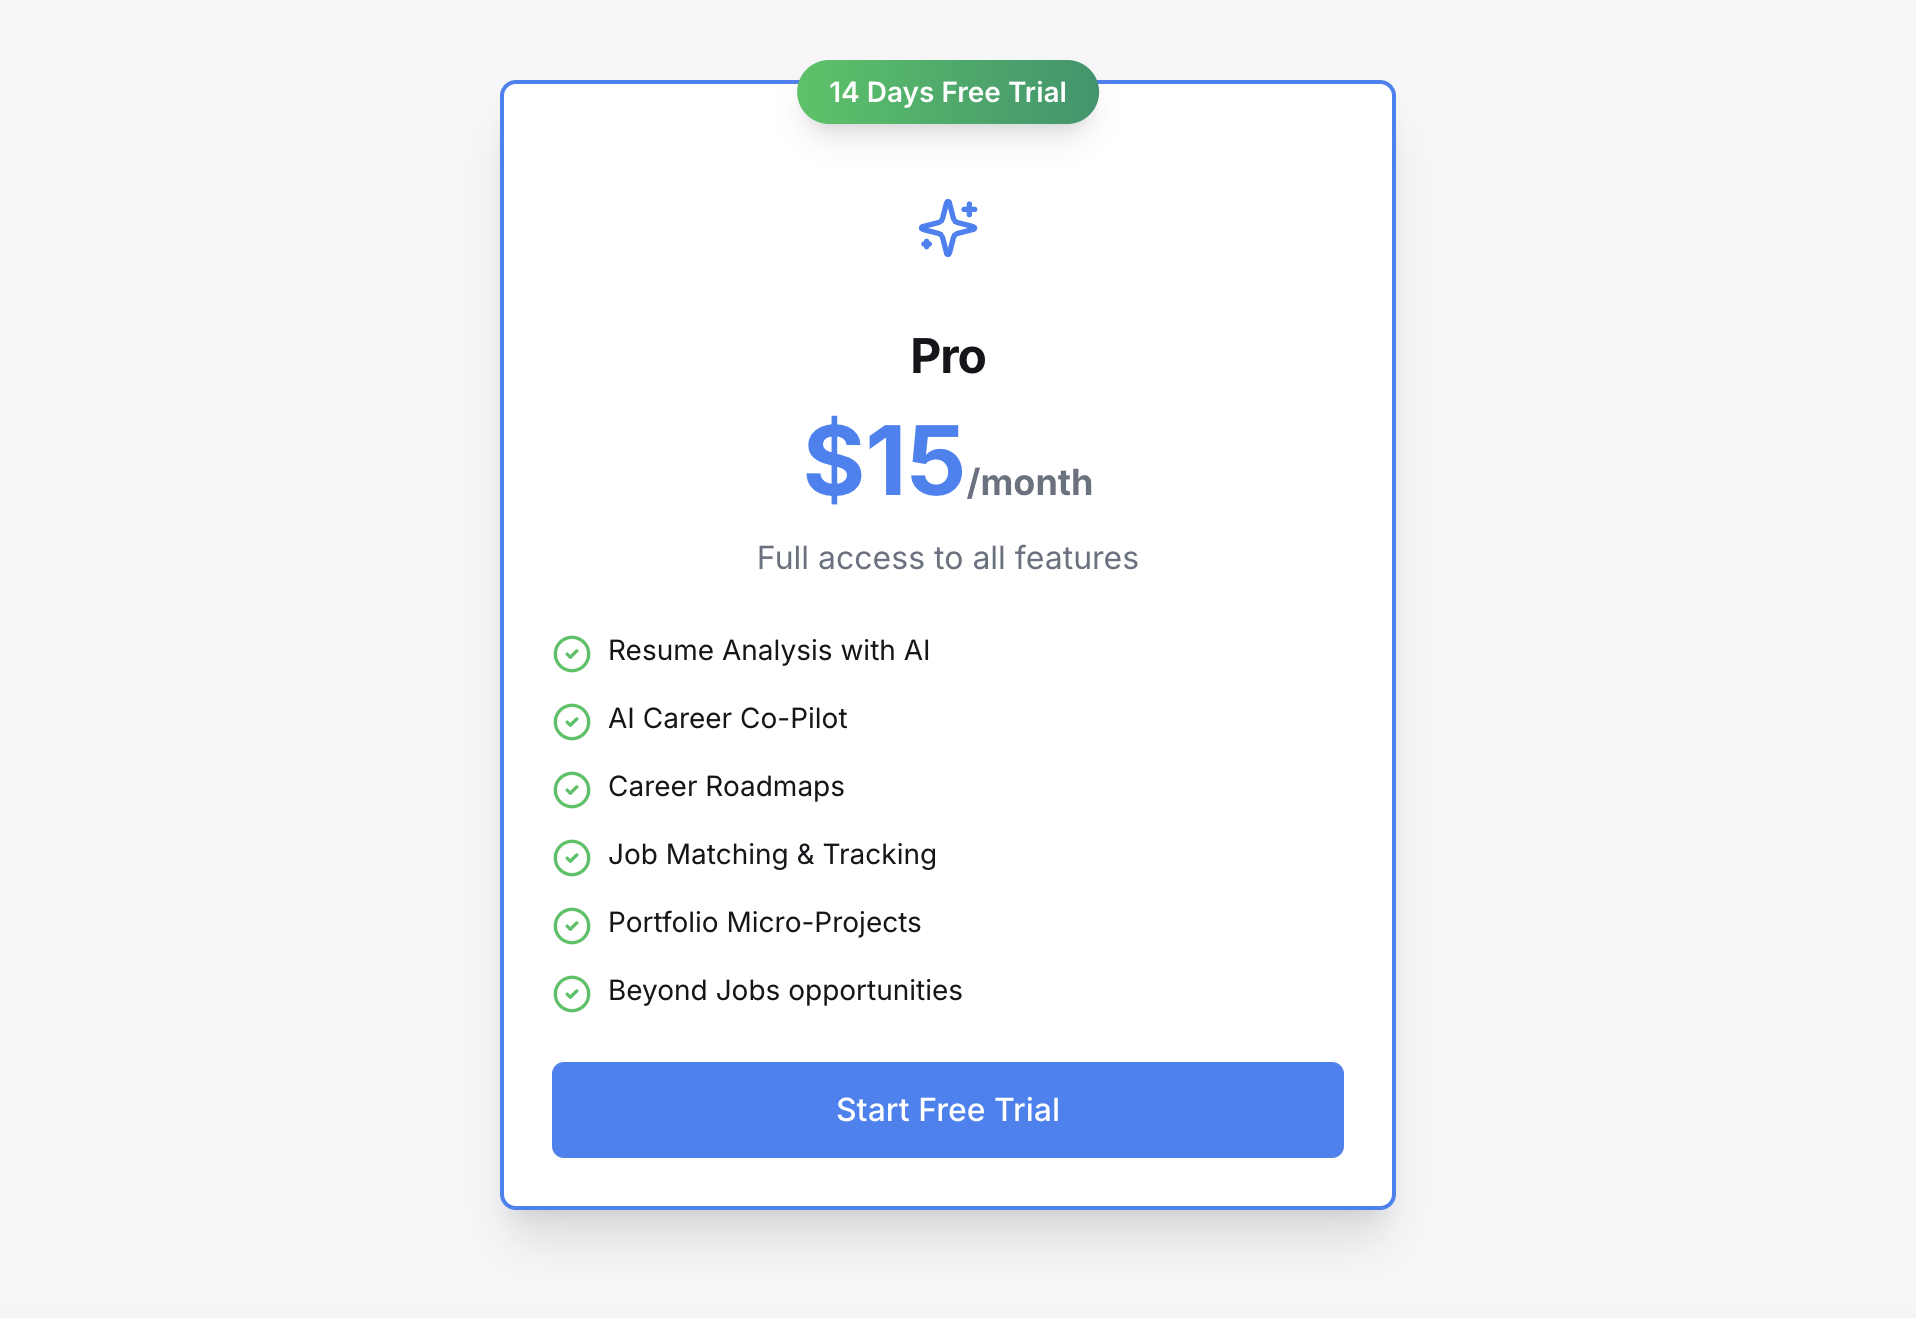 14 Days Free Trial
Pro
$15/month
Full access to all features
Resume Analysis with AI
AI Career Co-Pilot
Career Roadmaps
Job Matching & Tracking
Portfolio Micro-Projects
Beyond Jobs opportunities
Start Free Trial